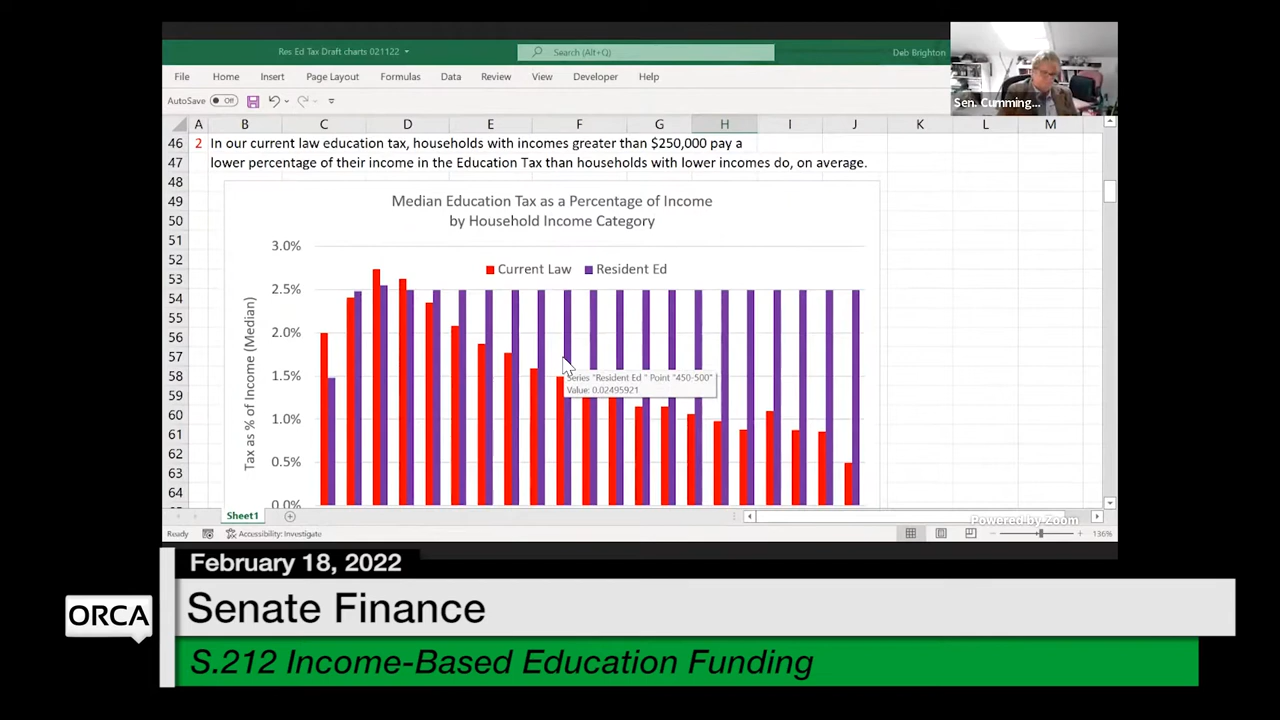 Res Ed Tax Draft charts 021122
Search (Alt+Q)
Deb Brighton
File Home Insert Page Layout Formulas Data Review View Developer Help
AutoSave Off
Sen. Cumming...
A B C D E F G H I J K L M
46 2 In our current law education tax, households with incomes greater than $250,000 pay a
47 lower percentage of their income in the Education Tax than households with lower incomes do, on average.
48
49 Median Education Tax as a Percentage of Income
50 by Household Income Category
51 3.0%
52 Current Law Resident Ed
53 2.5%
54
55 2.0%
56
57 1.5%
58 Series "Resident Ed " Point "450-500"
Value: 0.02495921
59
60 1.0%
61
62 0.5%
63
64 0.0%
Tax as % of Income (Median)
Sheet1
Powered by Zoom
Ready Accessibility: Investigate 136%
February 18, 2022
ORCA
Senate Finance
S.212 Income-Based Education Funding